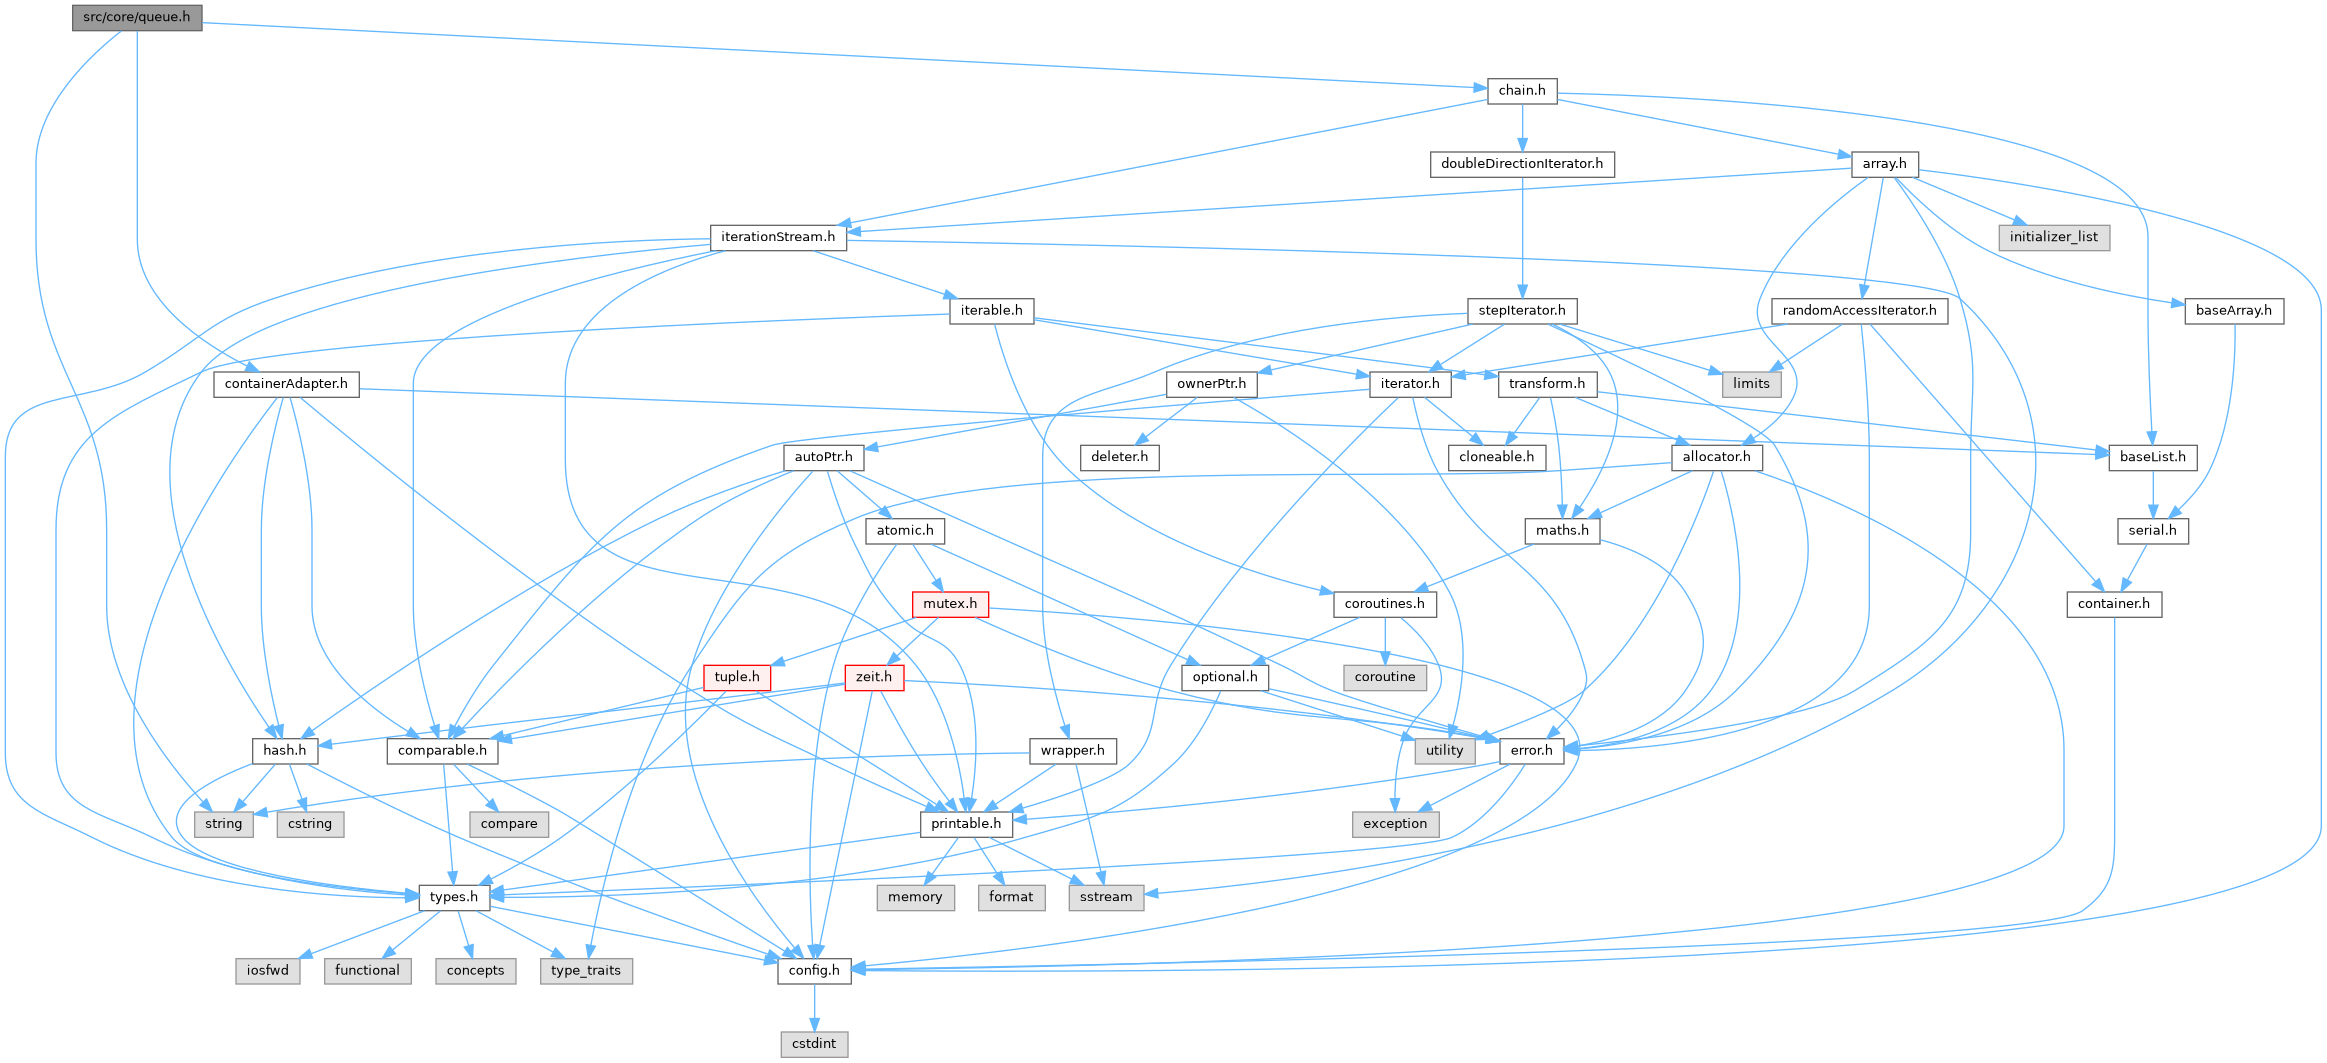 src/core/queue.h
chain.h
doubleDirectionIterator.h
array.h
iterationStream.h
initializer_list
iterable.h
stepIterator.h
randomAccessIterator.h
baseArray.h
containerAdapter.h
ownerPtr.h
iterator.h
transform.h
limits
autoPtr.h
deleter.h
cloneable.h
allocator.h
baseList.h
atomic.h
maths.h
serial.h
mutex.h
coroutines.h
container.h
tuple.h
zeit.h
optional.h
coroutine
hash.h
comparable.h
wrapper.h
utility
error.h
string
cstring
compare
printable.h
exception
types.h
memory
format
sstream
iosfwd
functional
concepts
type_traits
config.h
cstdint